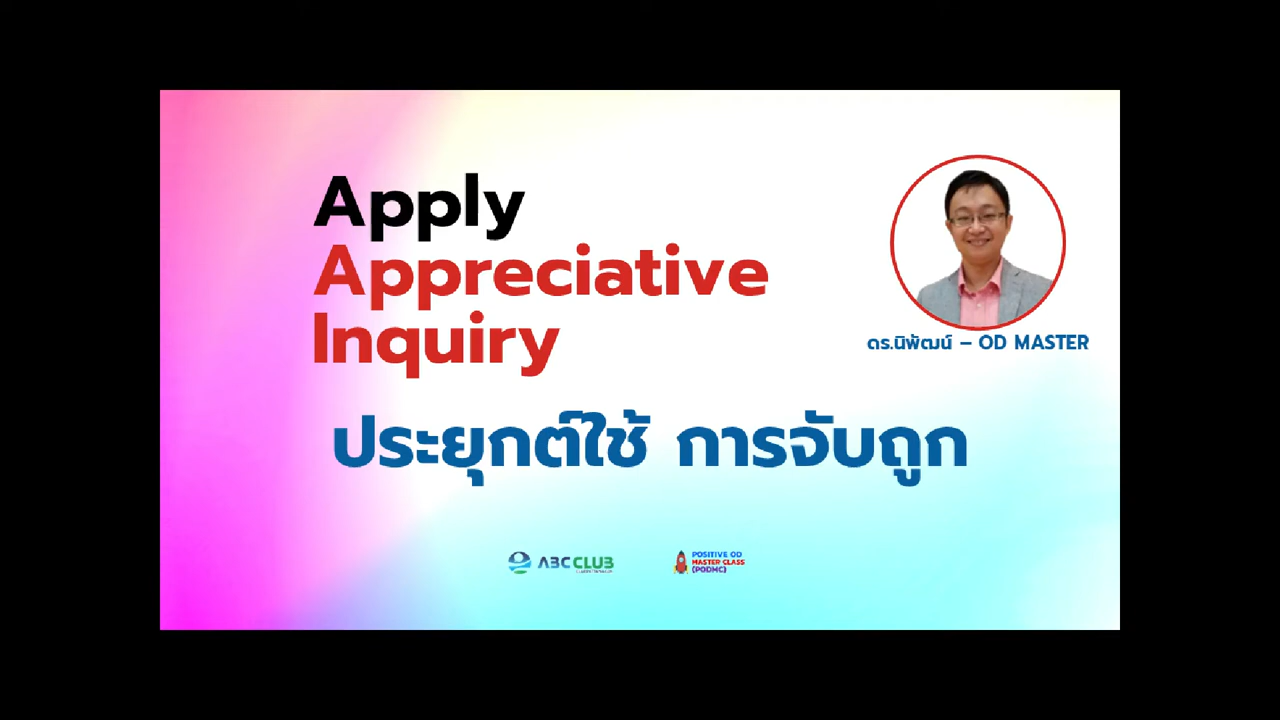 Apply
Appreciative
Inquiry
ดร.นิพัฒน์ – OD MASTER
ประยุกต์ใช้ การจับถูก
ABC CLUB
POSITIVE OD
MASTER CLASS
(PODMC)